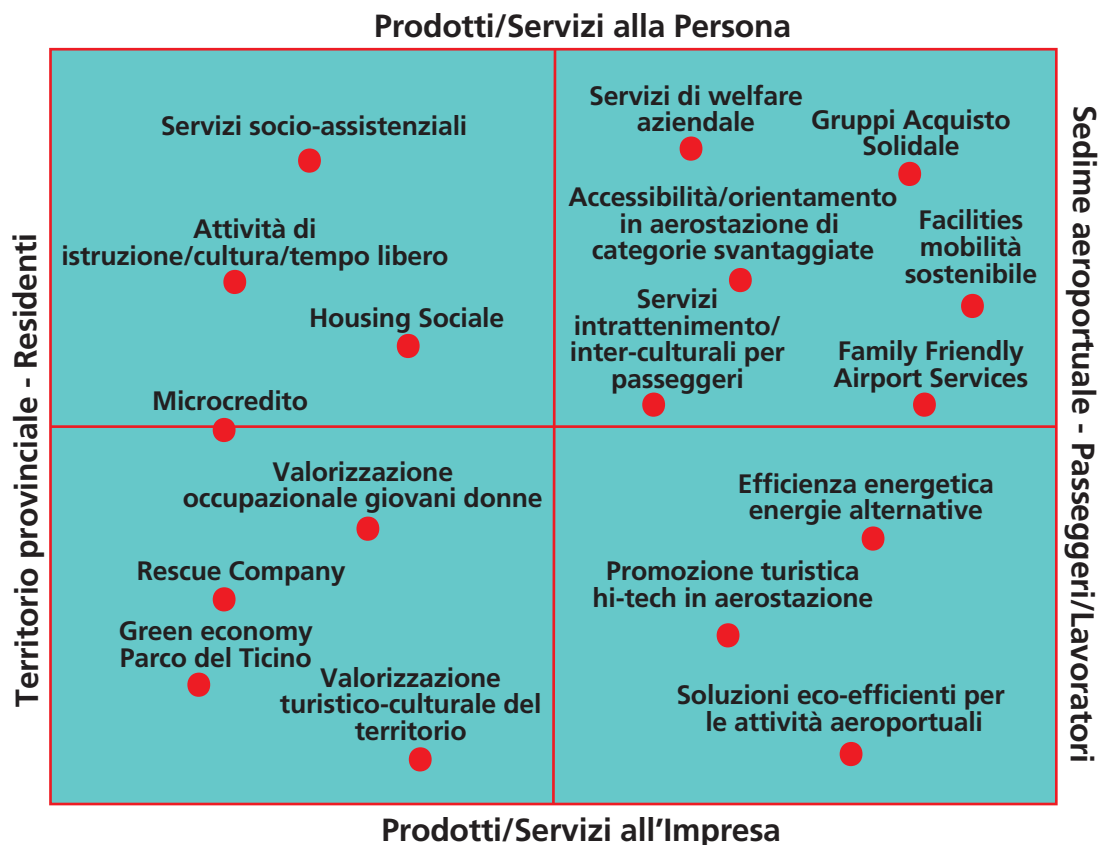 Prodotti/Servizi alla Persona
Territorio provinciale - Residenti
Servizi socio-assistenziali
Attività di
istruzione/cultura/tempo libero
Housing Sociale
Microcredito
Servizi di welfare
aziendale
Gruppi Acquisto
Solidale
Accessibilità/orientamento
in aerostazione di
categorie svantaggiate
Facilities
mobilità
sostenibile
Servizi
intrattenimento/
inter-culturali per
passeggeri
Family Friendly
Airport Services
Valorizzazione
occupazionale giovani donne
Rescue Company
Green economy
Parco del Ticino
Valorizzazione
turistico-culturale del
territorio
Efficienza energetica
energie alternative
Promozione turistica
hi-tech in aerostazione
Soluzioni eco-efficienti per
le attività aeroportuali
Sedime aeroportuale - Passeggeri/Lavoratori
Prodotti/Servizi all'Impresa